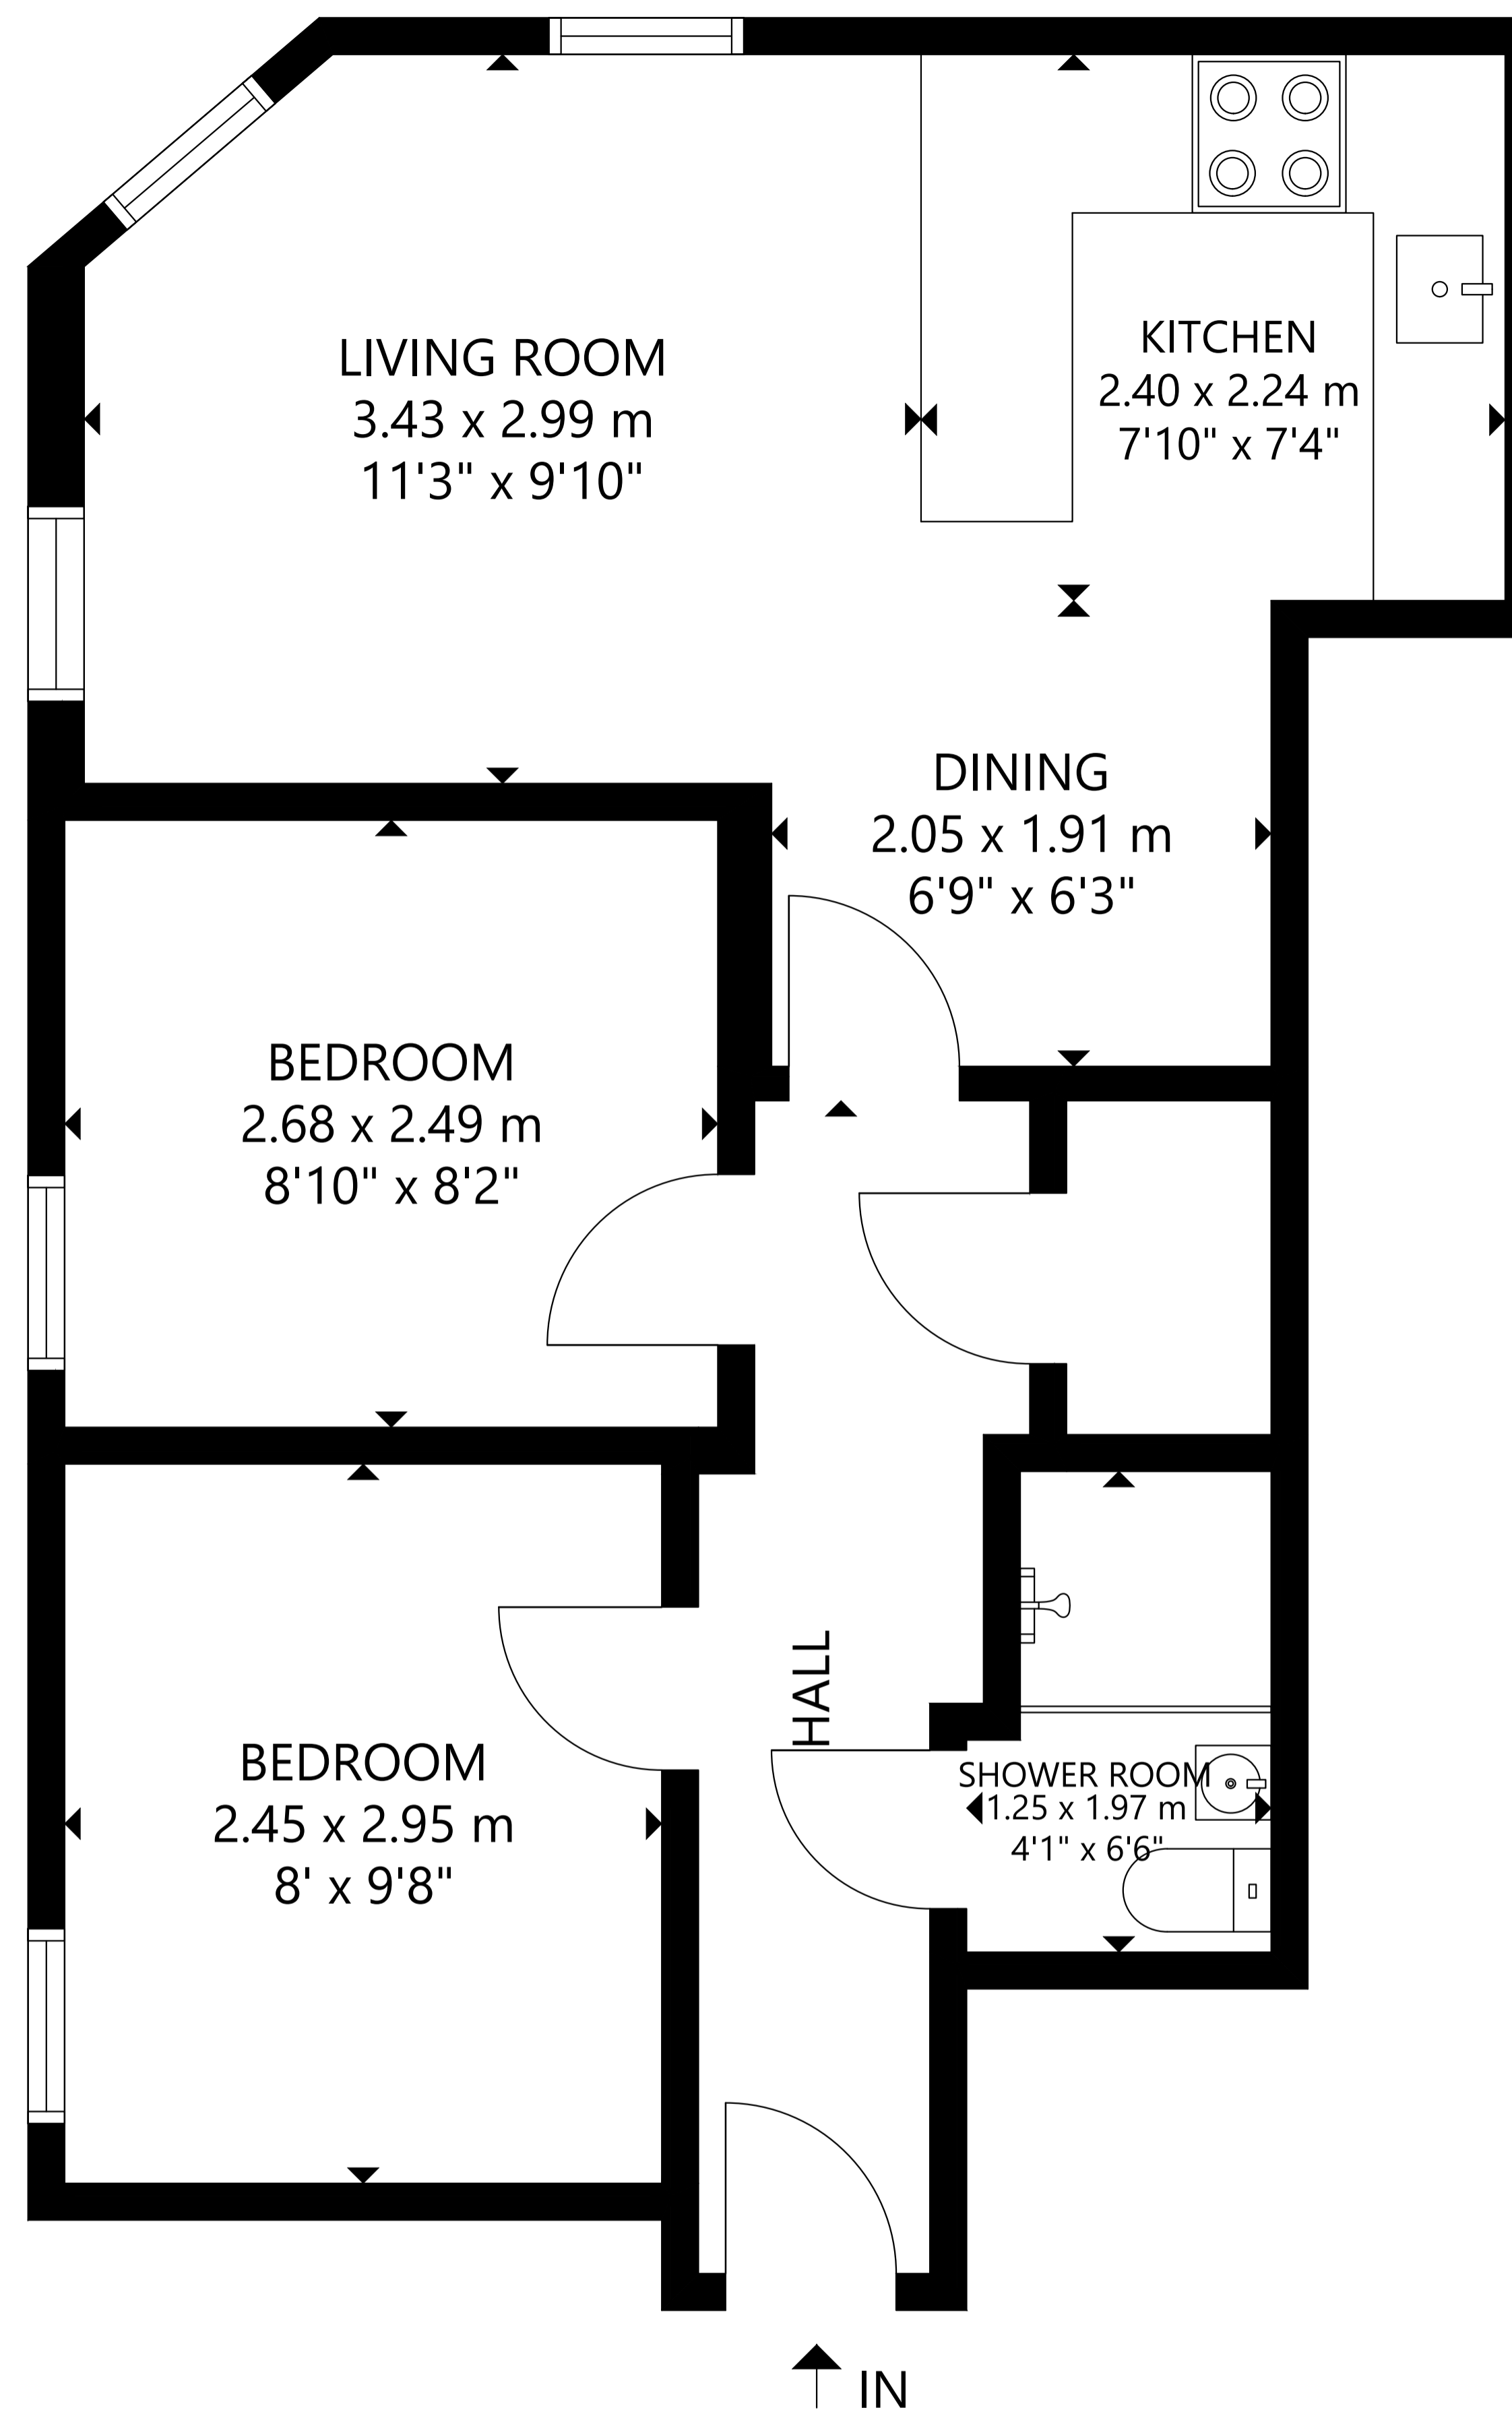 LIVING ROOM
3.43 x 2.99 m
11'3" x 9'10"
KITCHEN
2.40 x 2.24 m
7'10" x 7'4"
DINING
2.05 x 1.91 m
6'9" x 6'3"
BEDROOM
2.68 x 2.49 m
8'10" x 8'2"
HALL
BEDROOM
2.45 x 2.95 m
8' x 9'8"
SHOWER ROOM
1.25 x 1.97 m
4'1" x 6'6"
IN